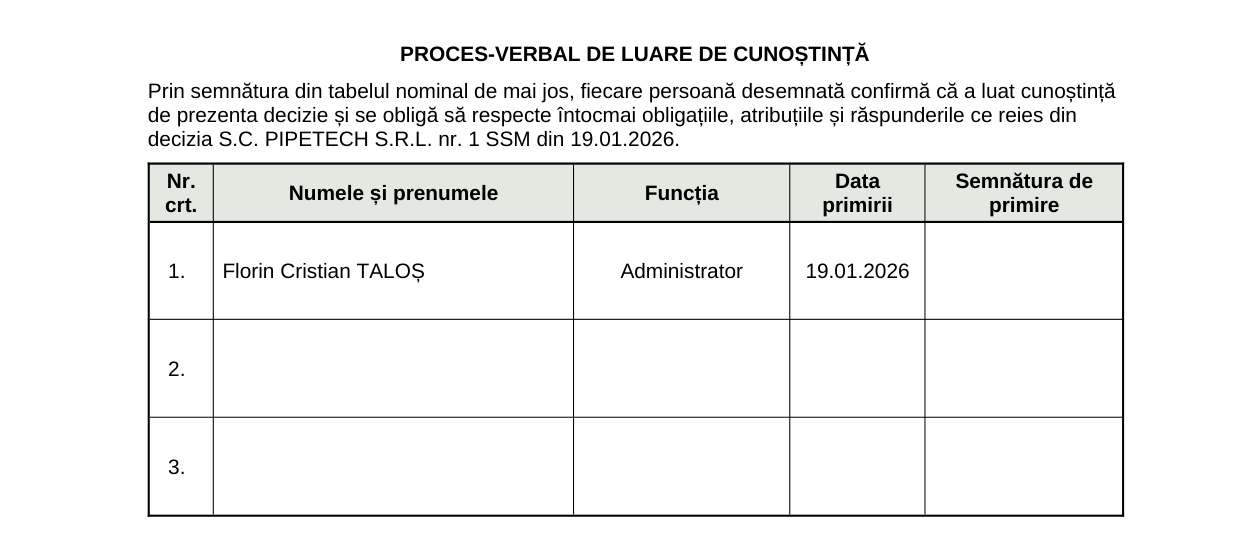 PROCES-VERBAL DE LUARE DE CUNOȘTINȚĂ
Prin semnătura din tabelul nominal de mai jos, fiecare persoană desemnată confirmă că a luat cunoștință
de prezenta decizie și se obligă să respecte întocmai obligațiile, atribuțiile și răspunderile ce reies din
decizia S.C. PIPETECH S.R.L. nr. 1 SSM din 19.01.2026.
Nr. crt. Numele și prenumele Funcția Data primirii Semnătura de primire
1. Florin Cristian TALOȘ Administrator 19.01.2026
2.
3.